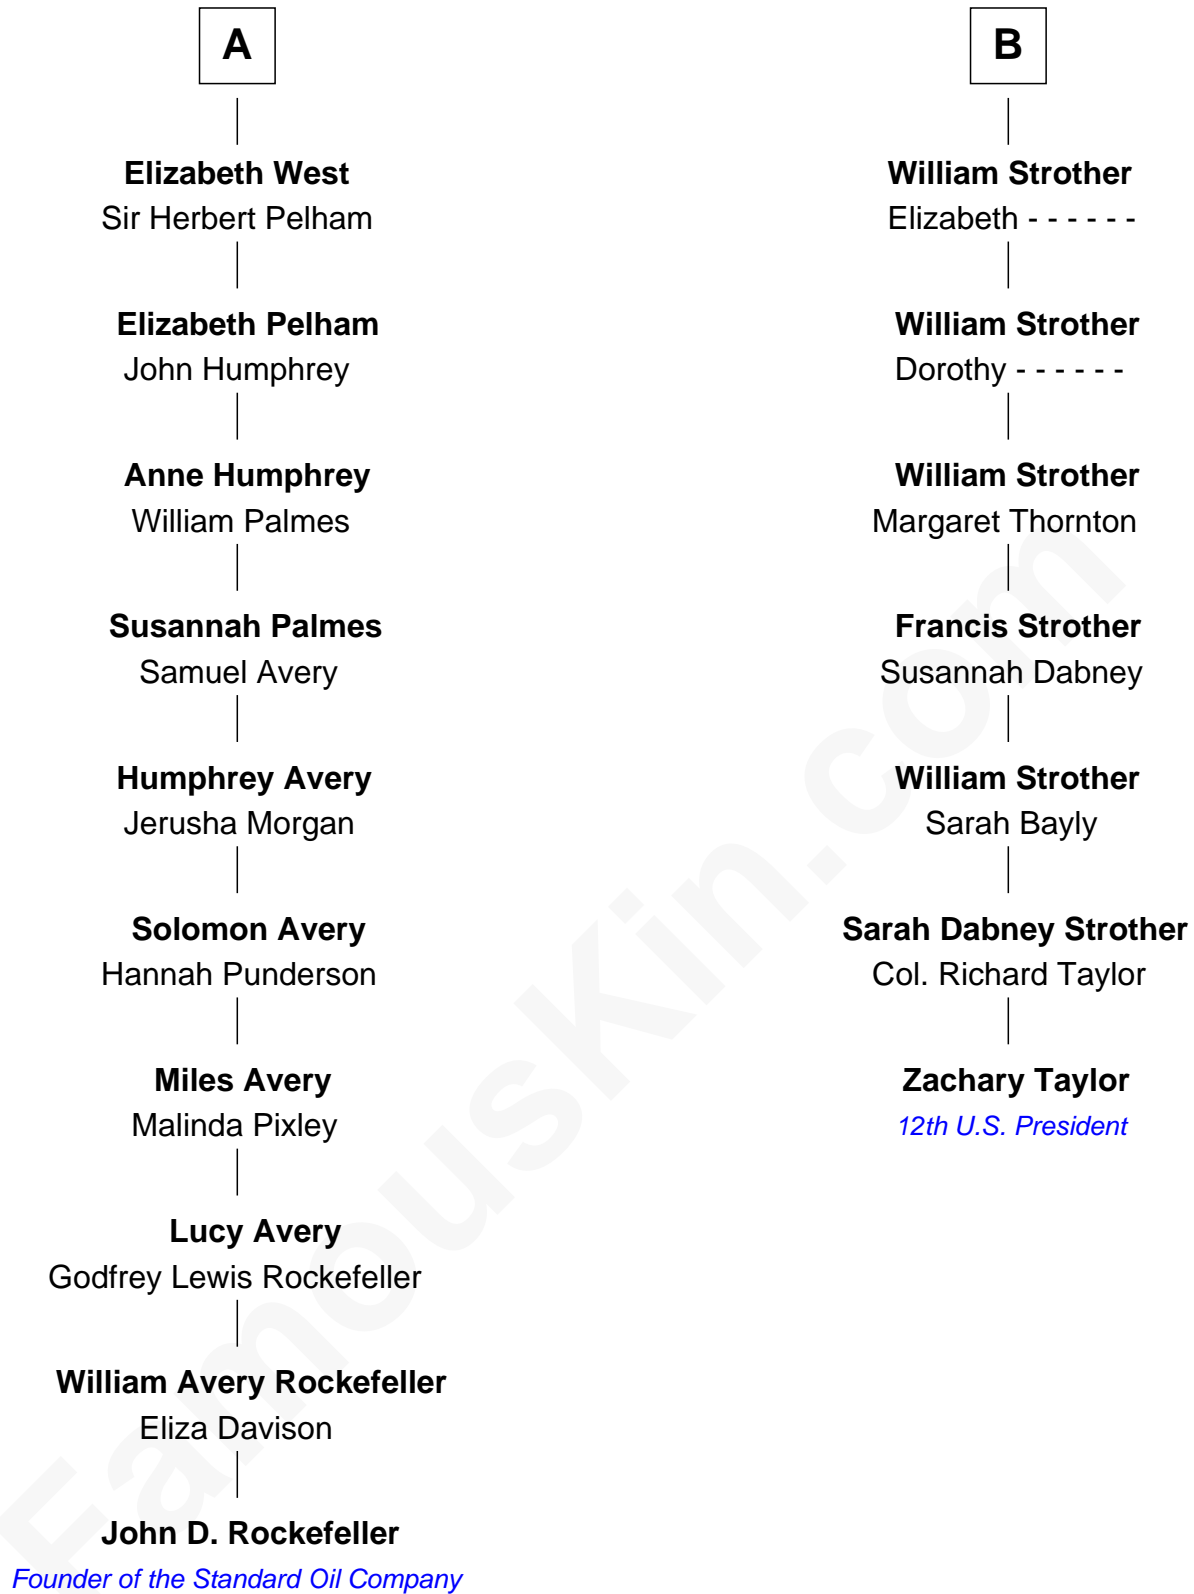 A
Elizabeth West
Sir Herbert Pelham
Elizabeth Pelham
John Humphrey
Anne Humphrey
William Palmes
Susannah Palmes
Samuel Avery
Humphrey Avery
Jerusha Morgan
Solomon Avery
Hannah Punderson
Miles Avery
Malinda Pixley
Lucy Avery
Godfrey Lewis Rockefeller
William Avery Rockefeller
Eliza Davison
John D. Rockefeller
Founder of the Standard Oil Company
B
William Strother
Elizabeth - - - - - -
William Strother
Dorothy - - - - - -
William Strother
Margaret Thornton
Francis Strother
Susannah Dabney
William Strother
Sarah Bayly
Sarah Dabney Strother
Col. Richard Taylor
Zachary Taylor
12th U.S. President
FamousKin.com